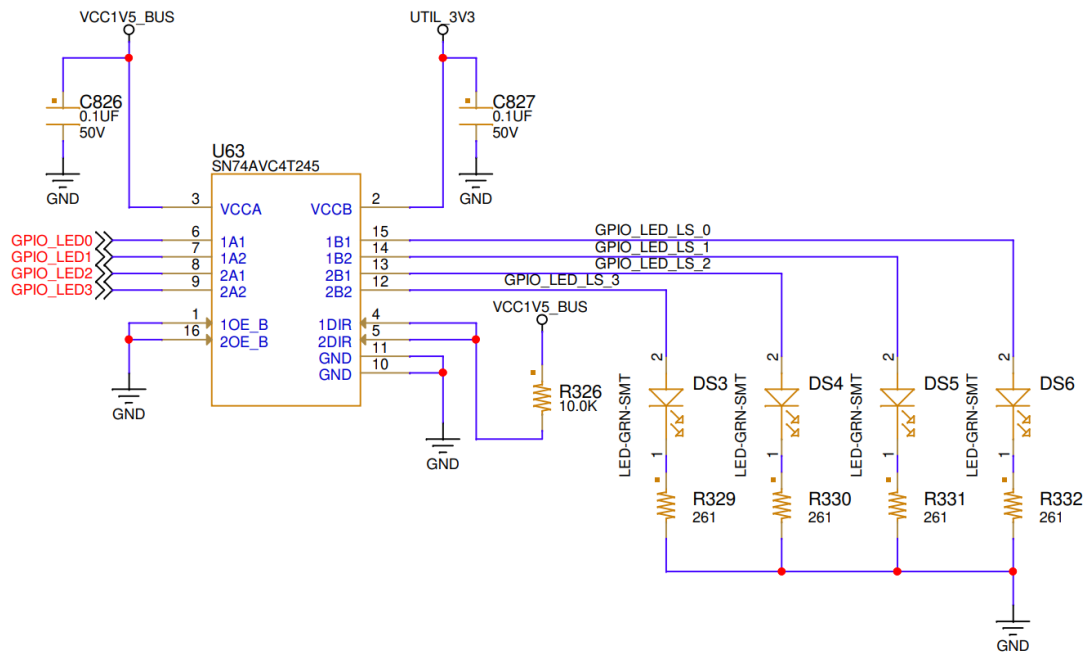 VCC1V5_BUS
UTIL_3V3
C826
0.1UF
50V
GND
C827
0.1UF
50V
GND
U63
SN74AVC4T245
3
VCCA
VCCB
2
GPIO_LED0
6
1A1
1B1
15
GPIO_LED_LS_0
GPIO_LED1
7
1A2
1B2
14
GPIO_LED_LS_1
GPIO_LED2
8
2A1
2B1
13
GPIO_LED_LS_2
GPIO_LED3
9
2A2
2B2
12
GPIO_LED_LS_3
VCC1V5_BUS
1
1OE_B
1DIR
4
16
2OE_B
2DIR
5
GND
11
GND
10
GND
GND
R326
10.0K
2
2
2
2
LED-GRN-SMT
DS3
LED-GRN-SMT
DS4
LED-GRN-SMT
DS5
LED-GRN-SMT
DS6
1
1
1
1
R329
261
R330
261
R331
261
R332
261
GND